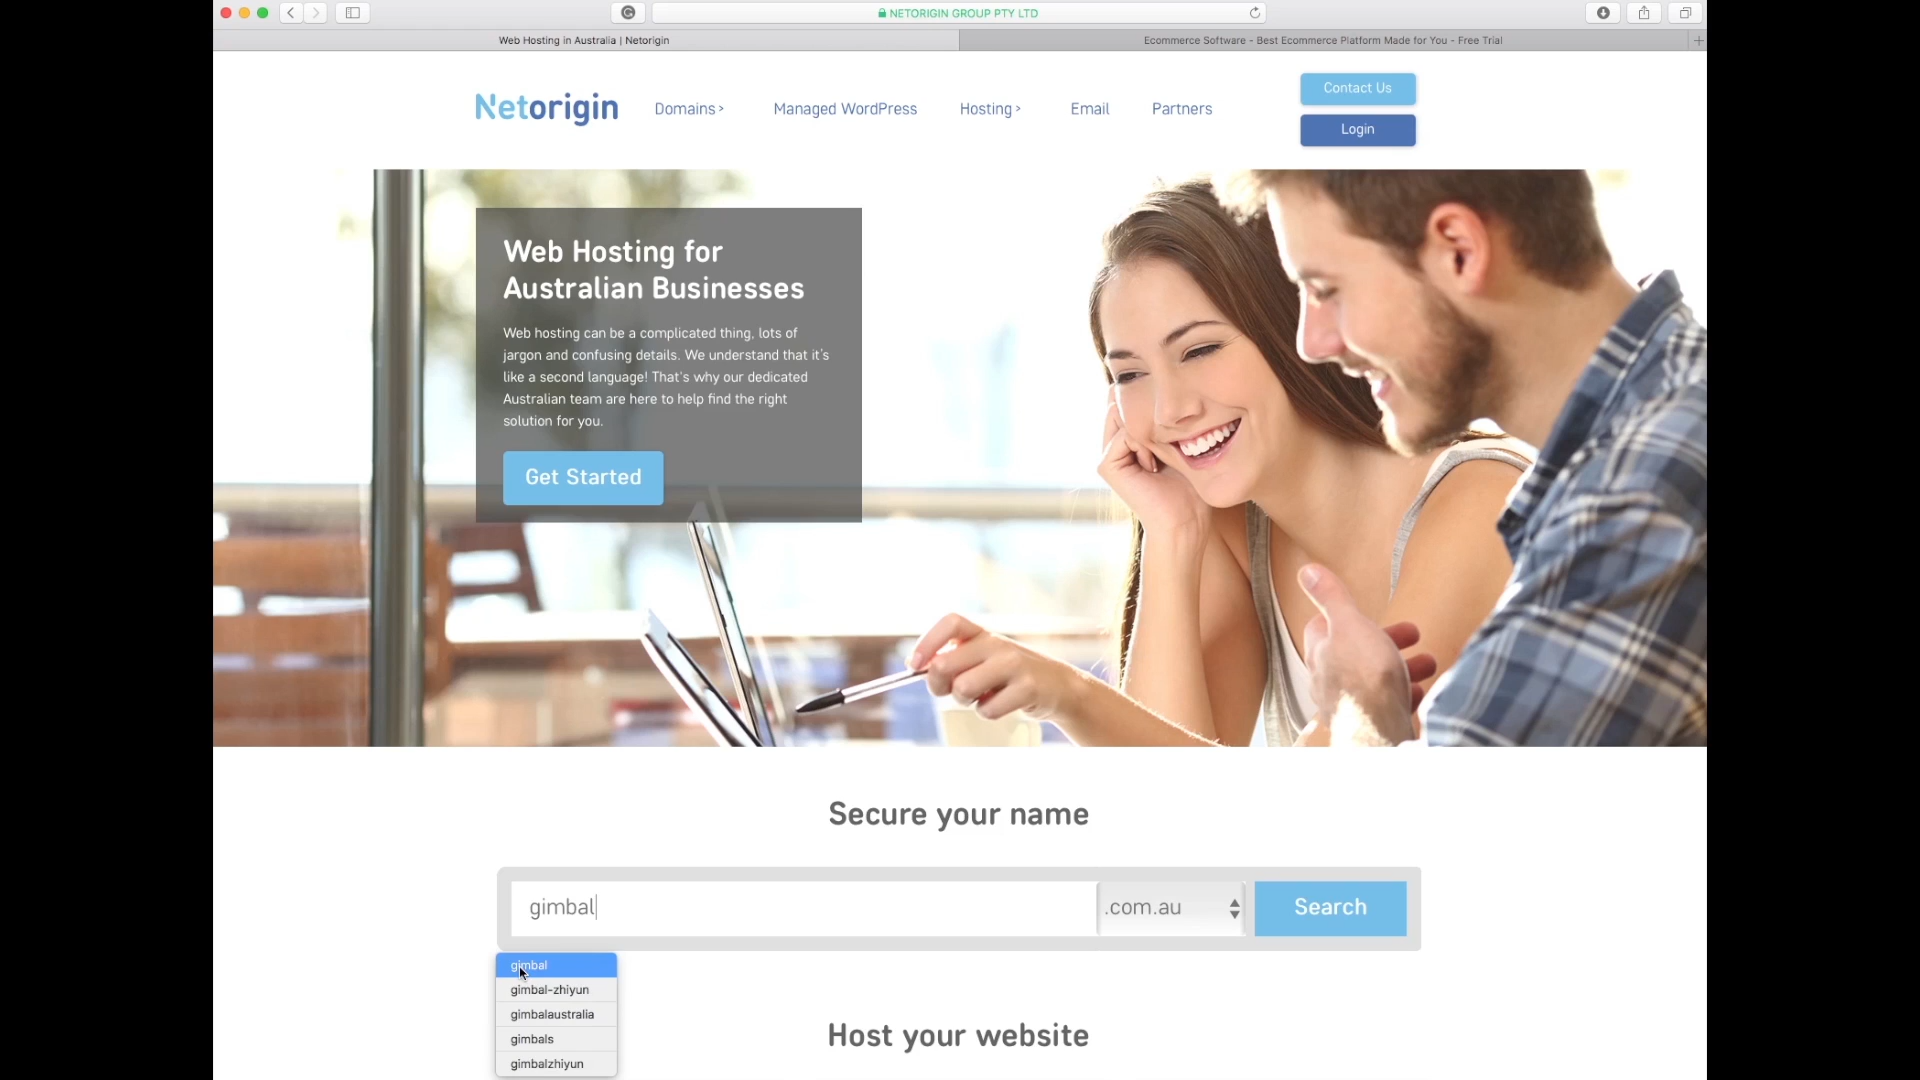 NETORIGIN GROUP PTY LTD
Web Hosting in Australia | Netorigin
Ecommerce Software - Best Ecommerce Platform Made for You - Free Trial
Netorigin
Domains >
Managed WordPress
Hosting >
Email
Partners
Contact Us
Login
Web Hosting for
Australian Businesses
Web hosting can be a complicated thing, lots of
jargon and confusing details. We understand that it's
like a second language! That's why our dedicated
Australian team are here to help find the right
solution for you.
Get Started
Secure your name
gimbal
.com.au
Search
gimbal
gimbal-zhiyun
gimbalaustralia
gimbals
gimbalzhiyun
Host your website